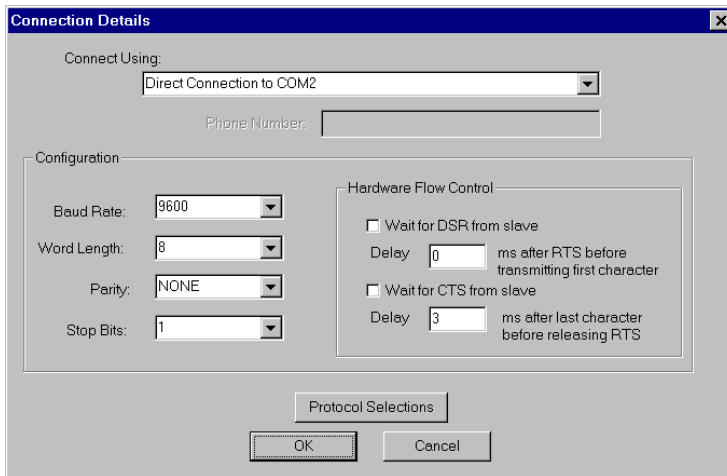 Connection Details
Connect Using:
Direct Connection to COM2
Phone Number:
Configuration
Baud Rate: 9600
Word Length: 8
Parity: NONE
Stop Bits: 1
Hardware Flow Control
Wait for DSR from slave
Delay 0 ms after RTS before
transmitting first character
Wait for CTS from slave
Delay 3 ms after last character
before releasing RTS
Protocol Selections
OK Cancel